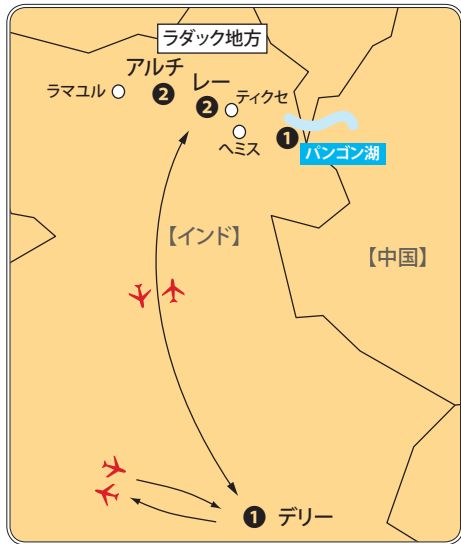 ラダック地方
アルチ
ラマユル
❷
レー
❷
ティクセ
ヘミス
❶
パンゴン湖
【インド】
【中国】
❶ デリー